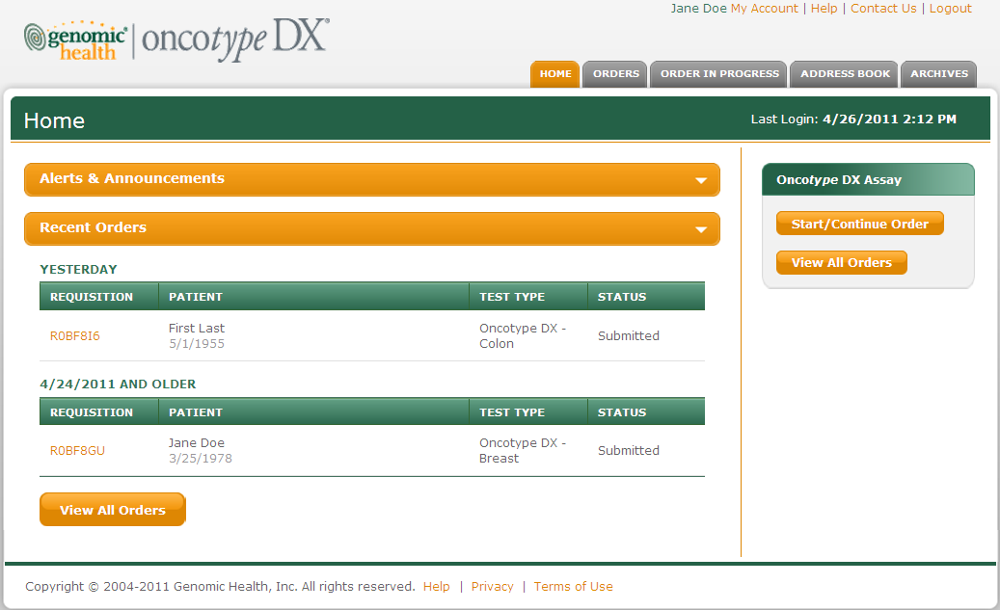 Jane Doe My Account | Help | Contact Us | Logout
genomic health | oncotype DX
HOME ORDERS ORDER IN PROGRESS ADDRESS BOOK ARCHIVES
Home
Last Login: 4/26/2011 2:12 PM
Alerts & Announcements
Recent Orders
YESTERDAY
REQUISITION PATIENT TEST TYPE STATUS
R0BF8I6 First Last Oncotype DX - Submitted
5/1/1955 Colon
4/24/2011 AND OLDER
REQUISITION PATIENT TEST TYPE STATUS
R0BF8GU Jane Doe Oncotype DX - Submitted
3/25/1978 Breast
View All Orders
Oncotype DX Assay
Start/Continue Order
View All Orders
Copyright © 2004-2011 Genomic Health, Inc. All rights reserved. Help | Privacy | Terms of Use